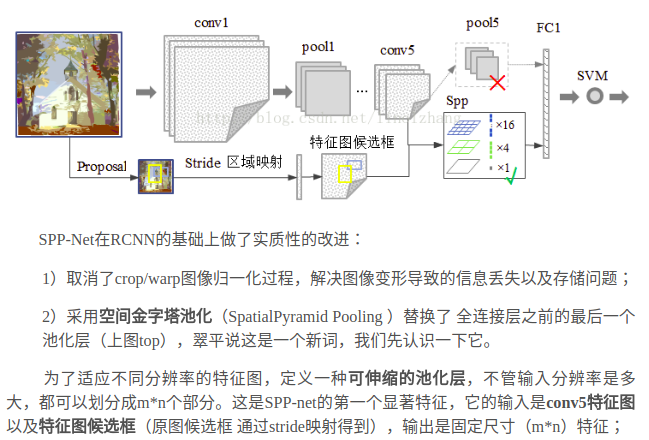 conv1
pool1
conv5
pool5
FC1
SVM
Spp
×16
×4
×1
...
Proposal
Stride 区域映射
特征图候选框
SPP-Net在RCNN的基础上做了实质性的改进：
1）取消了crop/warp图像归一化过程，解决图像变形导致的信息丢失以及存储问题；
2）采用空间金字塔池化（SpatialPyramid Pooling ）替换了 全连接层之前的最后一个
池化层（上图top），翠平说这是一个新词，我们先认识一下它。
为了适应不同分辨率的特征图，定义一种可伸缩的池化层，不管输入分辨率是多
大，都可以划分成m*n个部分。这是SPP-net的第一个显著特征，它的输入是conv5特征图
以及特征图候选框（原图候选框 通过stride映射得到），输出是固定尺寸（m*n）特征；